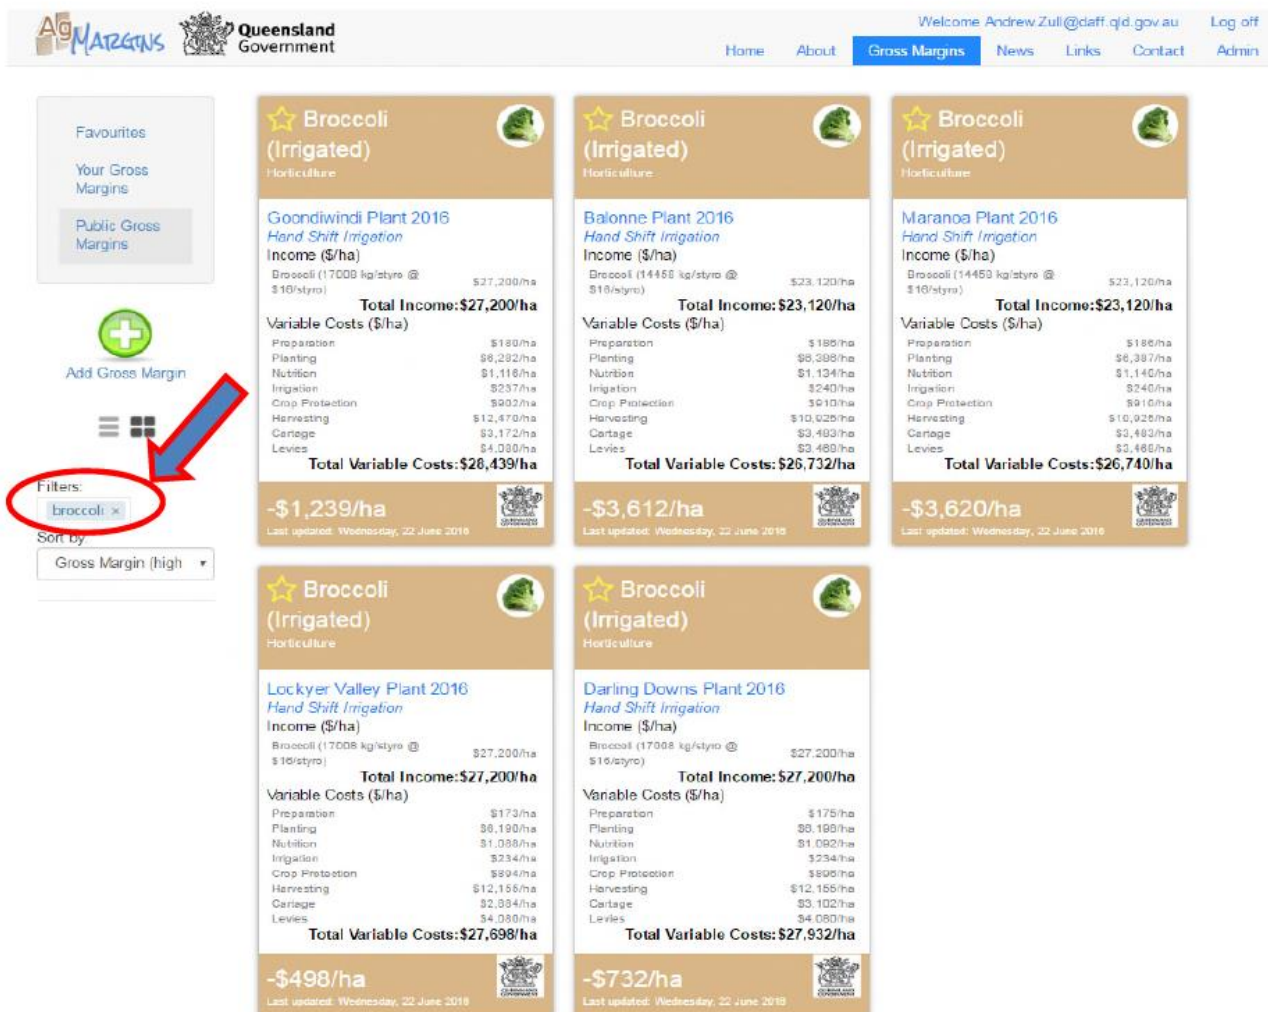 AgMARGINS
Queensland
Government
Welcome Andrew.Zull@daff.qld.gov.au Log off
Home About Gross Margins News Links Contact Admin
Favourites
Your Gross
Margins
Public Gross
Margins
Add Gross Margin
Filters:
broccoli ×
Sort by:
Gross Margin (high
Broccoli
(Irrigated)
Horticulture
Goondiwindi Plant 2016
Hand Shift Irrigation
Income ($/ha)
Broccoli (17008 kg/styro @ $27,200/ha
$16/styro)
Total Income:$27,200/ha
Variable Costs ($/ha)
Preparation $180/ha
Planting $6,282/ha
Nutrition $1,116/ha
Irrigation $237/ha
Crop Protection $902/ha
Harvesting $12,470/ha
Cartage $3,172/ha
Levies $4,080/ha
Total Variable Costs:$28,439/ha
-$1,239/ha
Last updated: Wednesday, 22 June 2016
Broccoli
(Irrigated)
Horticulture
Balonne Plant 2016
Hand Shift Irrigation
Income ($/ha)
Broccoli (14458 kg/styro @ $23,120/ha
$16/styro)
Total Income:$23,120/ha
Variable Costs ($/ha)
Preparation $186/ha
Planting $6,386/ha
Nutrition $1,134/ha
Irrigation $240/ha
Crop Protection $910/ha
Harvesting $10,925/ha
Cartage $3,483/ha
Levies $3,468/ha
Total Variable Costs:$26,732/ha
-$3,612/ha
Last updated: Wednesday, 22 June 2016
Broccoli
(Irrigated)
Horticulture
Maranoa Plant 2016
Hand Shift Irrigation
Income ($/ha)
Broccoli (14458 kg/styro @ $23,120/ha
$16/styro)
Total Income:$23,120/ha
Variable Costs ($/ha)
Preparation $186/ha
Planting $6,387/ha
Nutrition $1,140/ha
Irrigation $240/ha
Crop Protection $910/ha
Harvesting $10,925/ha
Cartage $3,483/ha
Levies $3,468/ha
Total Variable Costs:$26,740/ha
-$3,620/ha
Last updated: Wednesday, 22 June 2016
Broccoli
(Irrigated)
Horticulture
Lockyer Valley Plant 2016
Hand Shift Irrigation
Income ($/ha)
Broccoli (17008 kg/styro @ $27,200/ha
$16/styro)
Total Income:$27,200/ha
Variable Costs ($/ha)
Preparation $173/ha
Planting $6,190/ha
Nutrition $1,088/ha
Irrigation $234/ha
Crop Protection $894/ha
Harvesting $12,155/ha
Cartage $2,884/ha
Levies $4,080/ha
Total Variable Costs:$27,698/ha
-$498/ha
Last updated: Wednesday, 22 June 2016
Broccoli
(Irrigated)
Horticulture
Darling Downs Plant 2016
Hand Shift Irrigation
Income ($/ha)
Broccoli (17008 kg/styro @ $27,200/ha
$16/styro)
Total Income:$27,200/ha
Variable Costs ($/ha)
Preparation $175/ha
Planting $6,198/ha
Nutrition $1,092/ha
Irrigation $234/ha
Crop Protection $896/ha
Harvesting $12,155/ha
Cartage $3,102/ha
Levies $4,080/ha
Total Variable Costs:$27,932/ha
-$732/ha
Last updated: Wednesday, 22 June 2016